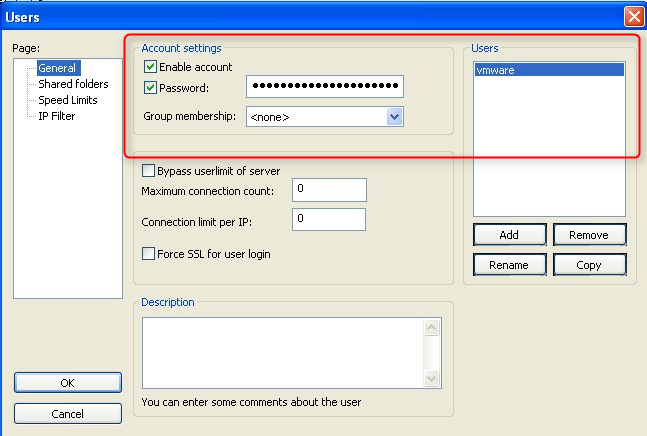 Users
Page:
General
Shared folders
Speed Limits
IP Filter
Account settings
Enable account
Password: ●●●●●●●●●●●●●●●●●●●●●
Group membership: <none>
Bypass userlimit of server
Maximum connection count: 0
Connection limit per IP: 0
Force SSL for user login
Description
You can enter some comments about the user
Users
vmware
Add Remove
Rename Copy
OK
Cancel